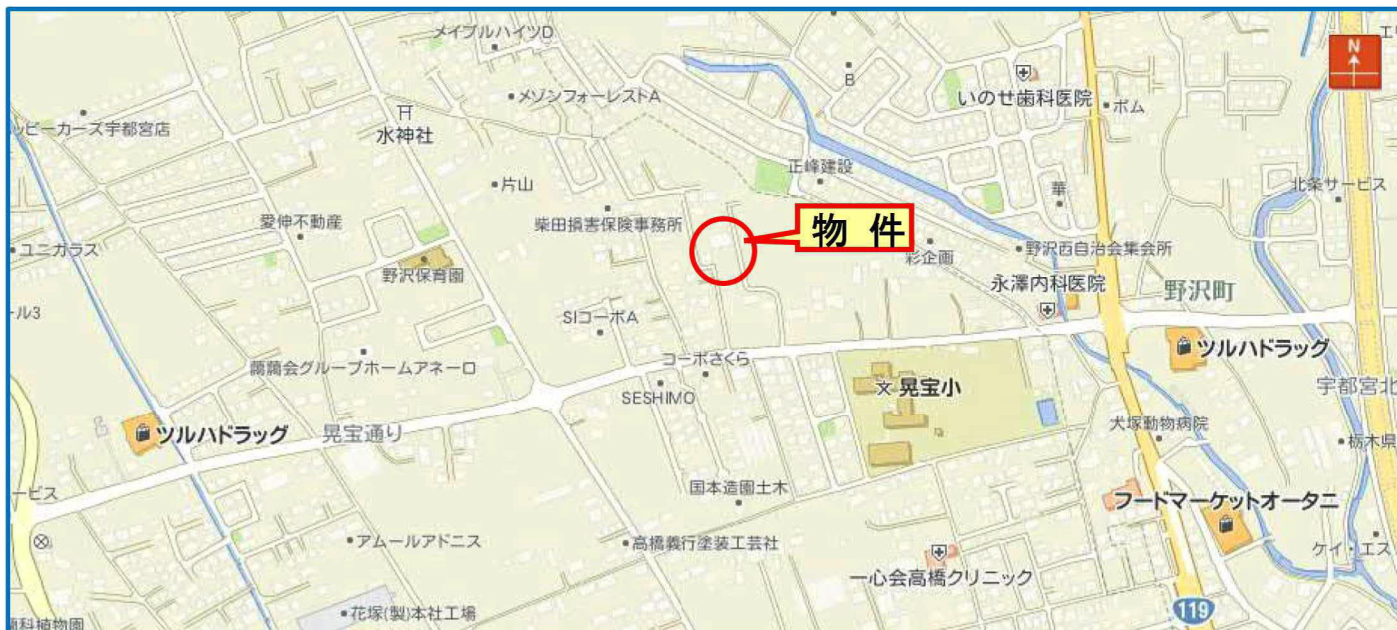 メイプルハイツD
B
N
いのせ歯科医院
メゾンフォーレストA
ポム
ッピーカーズ宇都宮店
水神社
正峰建設
片山
華
北条サービス
愛伸不動産
柴田損害保険事務所
物 件
ユニカラス
野沢保育園
彩企画
野沢西自治会集会所
永澤内科医院
野沢町
ール3
SIコーポA
ツルハドラッグ
コーポさくら
繭繭会グループホームアネーロ
SESHIMO
文 晃宝小
宇都宮北
ツルハドラッグ
晃宝通り
犬塚動物病院
栃木県
ービス
国本造園土木
フードマーケットオータニ
アムールアドニス
高橋義行塗装工芸社
ケイ・エス
一心会高橋クリニック
花塚(製)本社工場
119